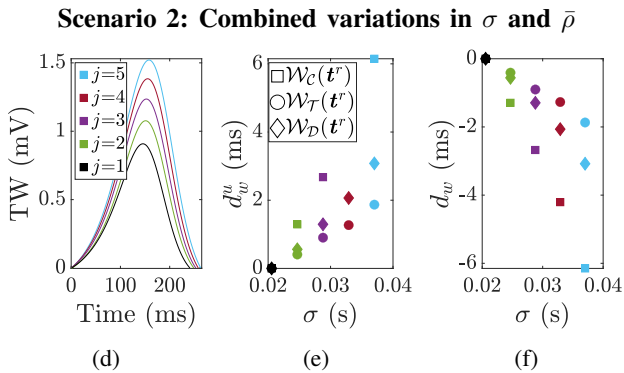 Scenario 2: Combined variations in σ and ρ̄
TW (mV)
1.5
1
0.5
0
j=5
j=4
j=3
j=2
j=1
0 100 200
Time (ms)
(d)
d_w^u (ms)
6
4
2
0
𝒲_𝒞(t^r)
𝒲_𝒯(t^r)
𝒲_𝒟(t^r)
0.02 0.03 0.04
σ (s)
(e)
d_w (ms)
0
-2
-4
-6
0.02 0.03 0.04
σ (s)
(f)